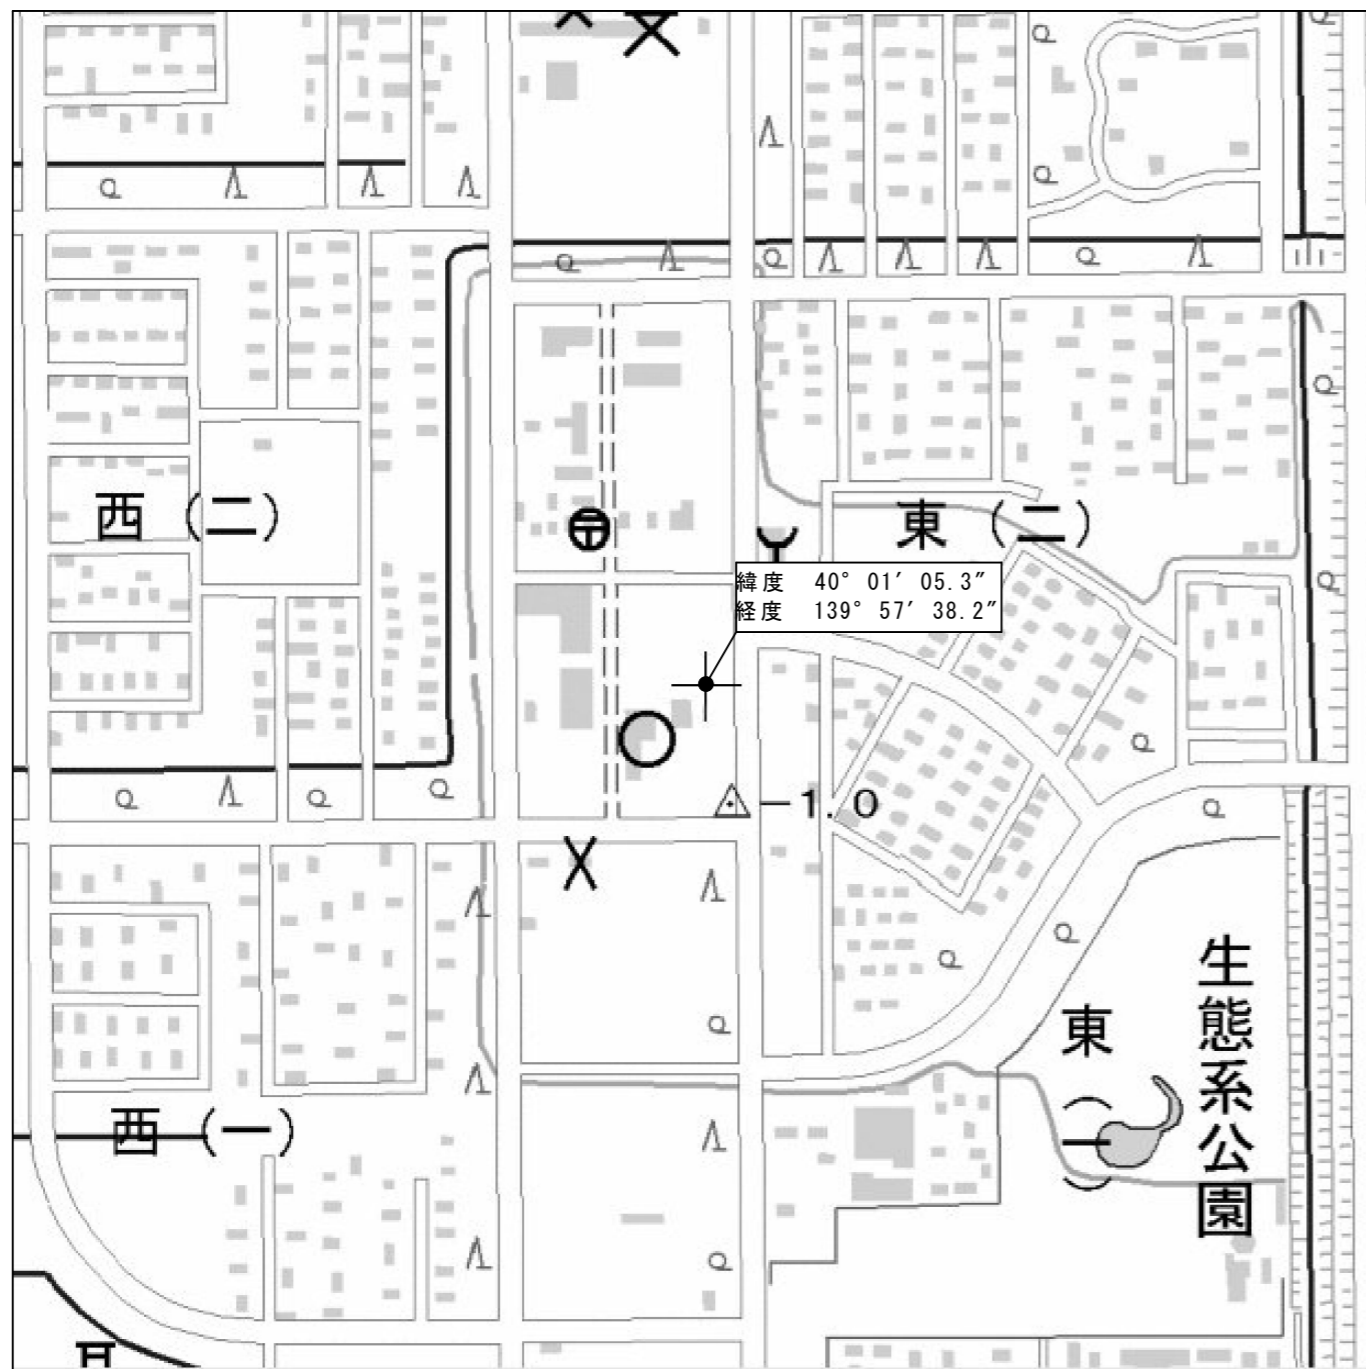 西（二）
東（二）
緯度 40° 01′ 05.3″
経度 139° 57′ 38.2″
－1.0
生態系公園
東（一）
西（一）